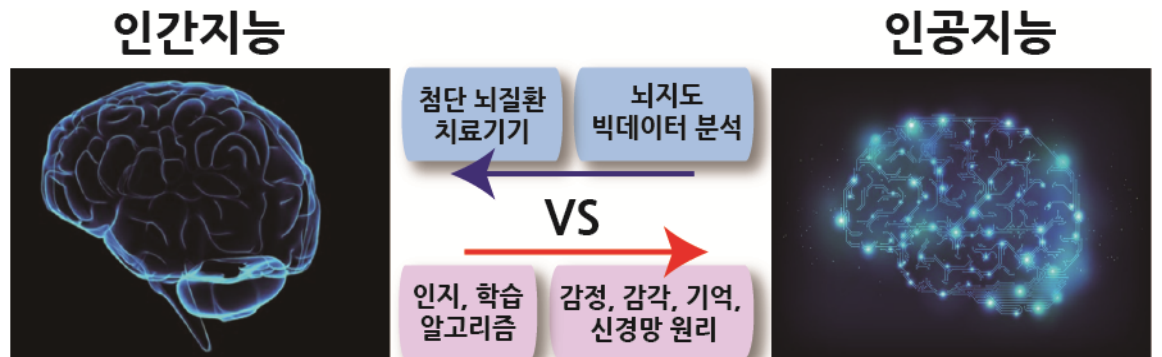 인간지능
인공지능
첨단 뇌질환
치료기기
뇌지도
빅데이터 분석
VS
인지, 학습
알고리즘
감정, 감각, 기억,
신경망 원리